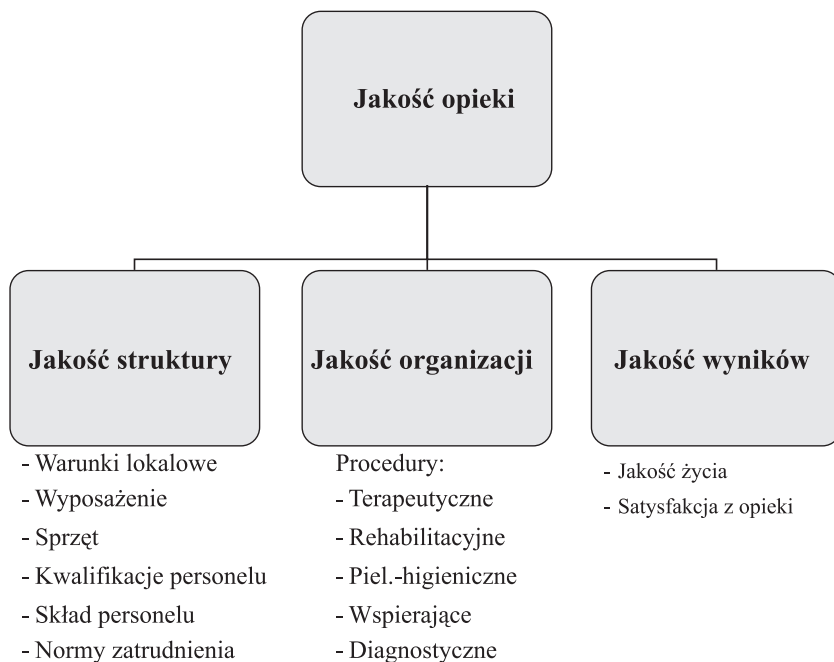 Jakość opieki
Jakość struktury
- Warunki lokalowe
- Wyposażenie
- Sprzęt
- Kwalifikacje personelu
- Skład personelu
- Normy zatrudnienia
Jakość organizacji
Procedury:
- Terapeutyczne
- Rehabilitacyjne
- Piel.-higieniczne
- Wspierające
- Diagnostyczne
Jakość wyników
- Jakość życia
- Satysfakcja z opieki